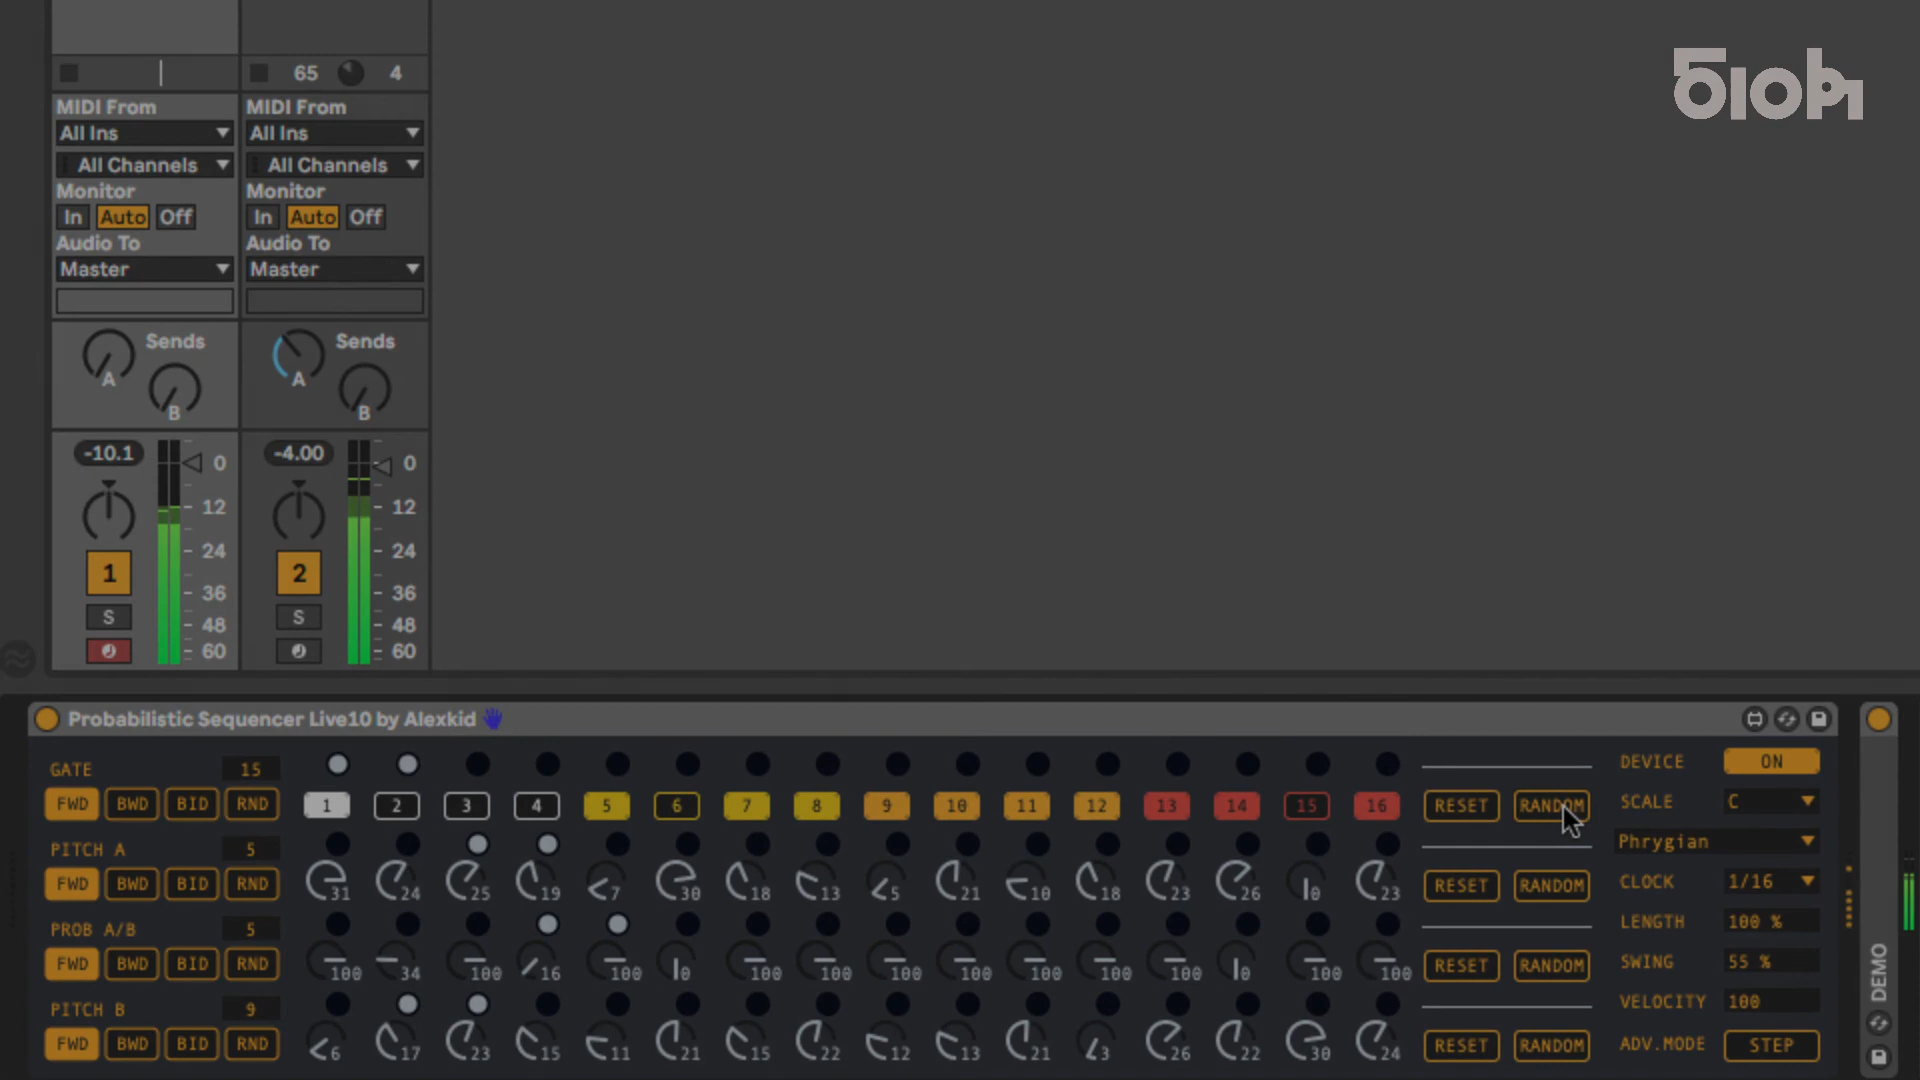 510h
65 4
MIDI From MIDI From
All Ins All Ins
All Channels All Channels
Monitor Monitor
In Auto Off In Auto Off
Audio To Audio To
Master Master
Sends Sends
A A
B B
-10.1 0 -4.00 0
12 12
24 24
1 2
36 36
S 48 S 48
60 60
Probabilistic Sequencer Live10 by Alexkid
GATE 15 DEVICE ON
FWD BWD BID RND 1 2 3 4 5 6 7 8 9 10 11 12 13 14 15 16 RESET RANDOM SCALE C
PITCH A 5 Phrygian
FWD BWD BID RND 31 24 25 19 7 30 18 13 5 21 10 18 23 26 0 23 RESET RANDOM CLOCK 1/16
PROB A/B 5 LENGTH 100 %
FWD BWD BID RND 100 34 100 16 100 0 100 100 100 100 100 100 100 0 100 100 RESET RANDOM SWING 55 %
PITCH B 9 VELOCITY 100
FWD BWD BID RND 6 17 23 15 11 21 15 22 12 13 21 3 26 22 30 24 RESET RANDOM ADV.MODE STEP
DEMO